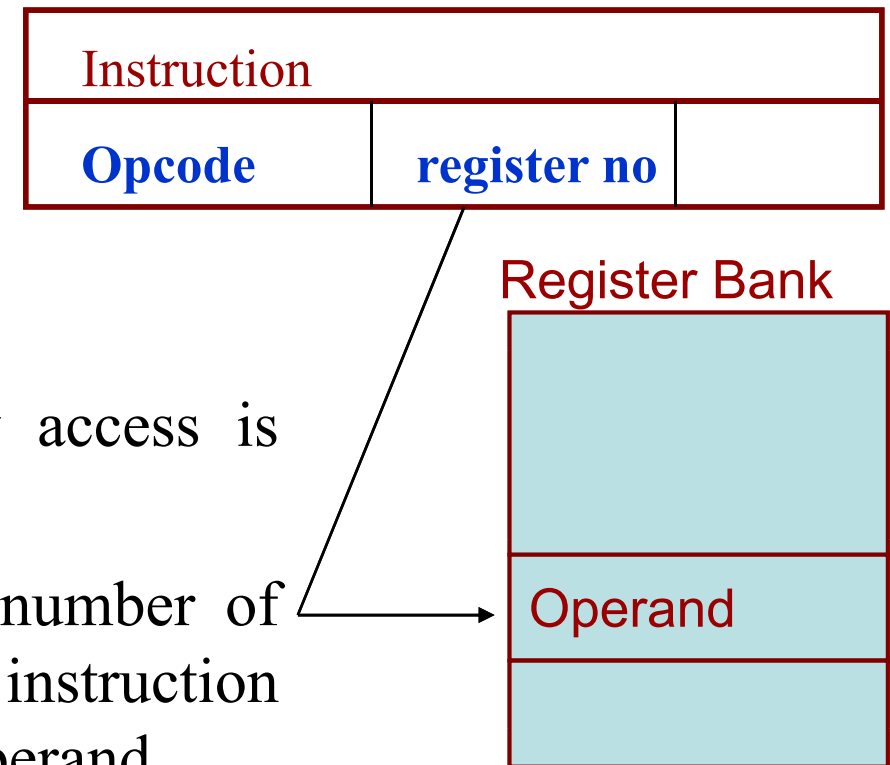 Instruction
Opcode register no
Register Bank
access is
number of
Operand
instruction